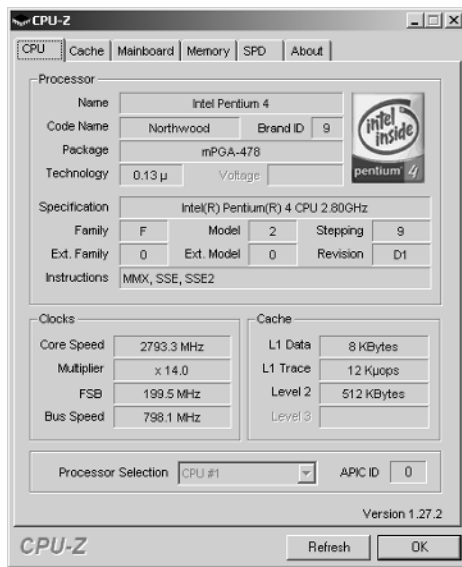 CPU-Z
CPU Cache Mainboard Memory SPD About
Processor
Name Intel Pentium 4
Code Name Northwood Brand ID 9
Package mPGA-478
Technology 0.13 µ Voltage
intel inside
pentium 4
Specification Intel(R) Pentium(R) 4 CPU 2.80GHz
Family F Model 2 Stepping 9
Ext. Family 0 Ext. Model 0 Revision D1
Instructions MMX, SSE, SSE2
Clocks
Core Speed 2793.3 MHz
Multiplier x 14.0
FSB 199.5 MHz
Bus Speed 798.1 MHz
Cache
L1 Data 8 KBytes
L1 Trace 12 Kµops
Level 2 512 KBytes
Level 3
Processor Selection CPU #1 APIC ID 0
Version 1.27.2
CPU-Z Refresh OK